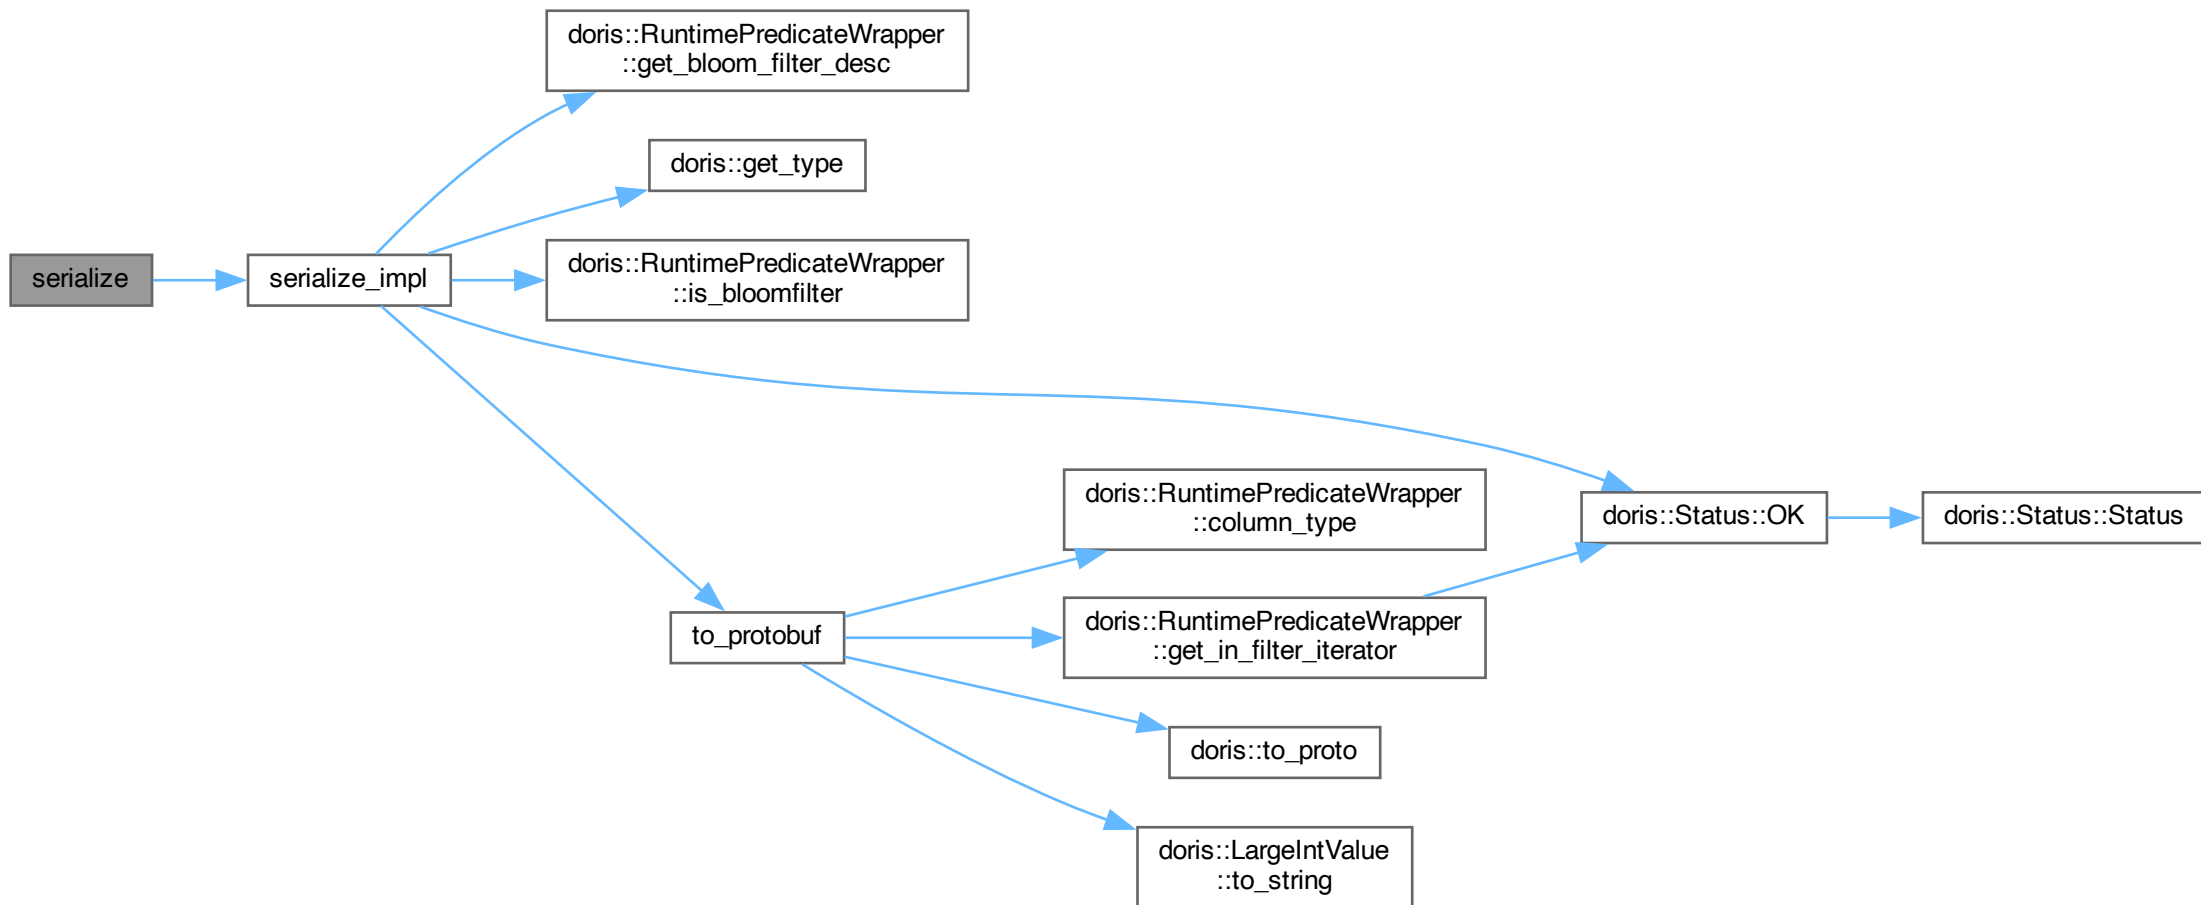 doris::RuntimePredicateWrapper
::get_bloom_filter_desc
doris::get_type
serialize
serialize_impl
doris::RuntimePredicateWrapper
::is_bloomfilter
doris::RuntimePredicateWrapper
::column_type
doris::Status::OK
doris::Status::Status
to_protobuf
doris::RuntimePredicateWrapper
::get_in_filter_iterator
doris::to_proto
doris::LargeIntValue
::to_string